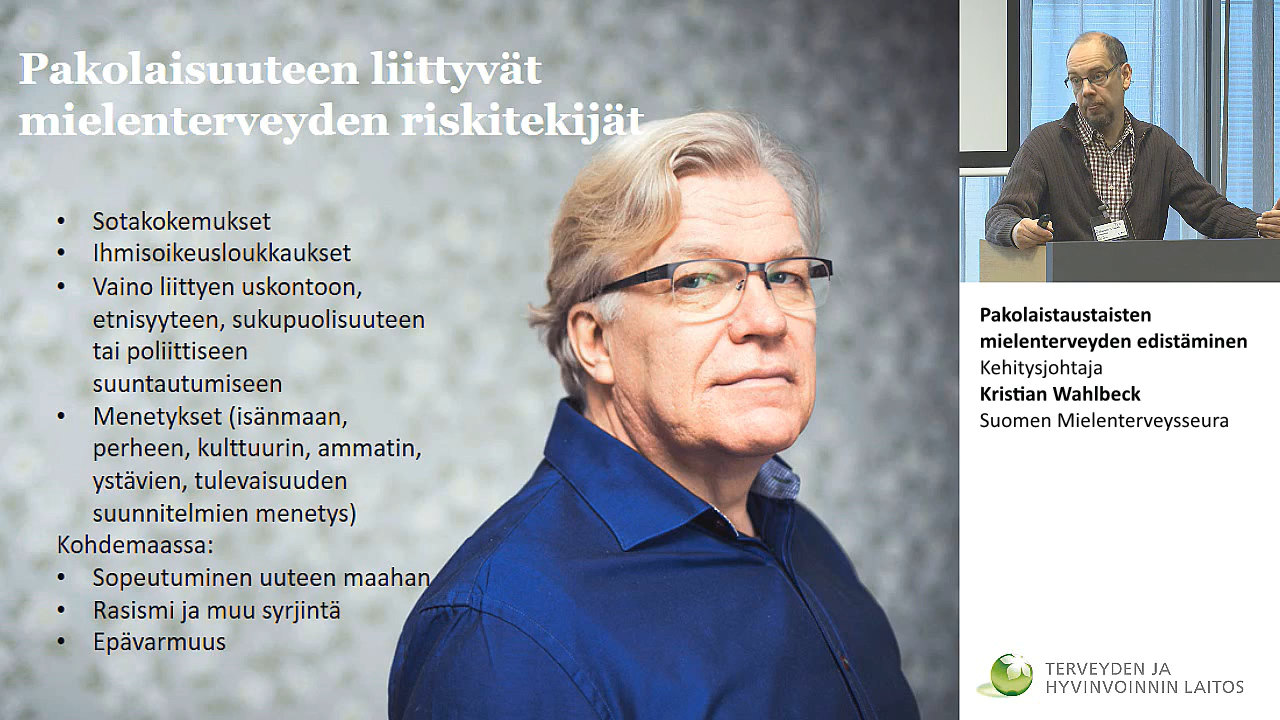 Pakolaisuuteen liittyvät
mielenterveyden riskitekijät
• Sotakokemukset
• Ihmisoikeusloukkaukset
• Vaino liittyen uskontoon,
etnisyyteen, sukupuolisuuteen
tai poliittiseen
suuntautumiseen
• Menetykset (isänmaan,
perheen, kulttuurin, ammatin,
ystävien, tulevaisuuden
suunnitelmien menetys)
Kohdemaassa:
• Sopeutuminen uuteen maahan
• Rasismi ja muu syrjintä
• Epävarmuus
Pakolaistaustaisten
mielenterveyden edistäminen
Kehitysjohtaja
Kristian Wahlbeck
Suomen Mielenterveysseura
TERVEYDEN JA
HYVINVOINNIN LAITOS